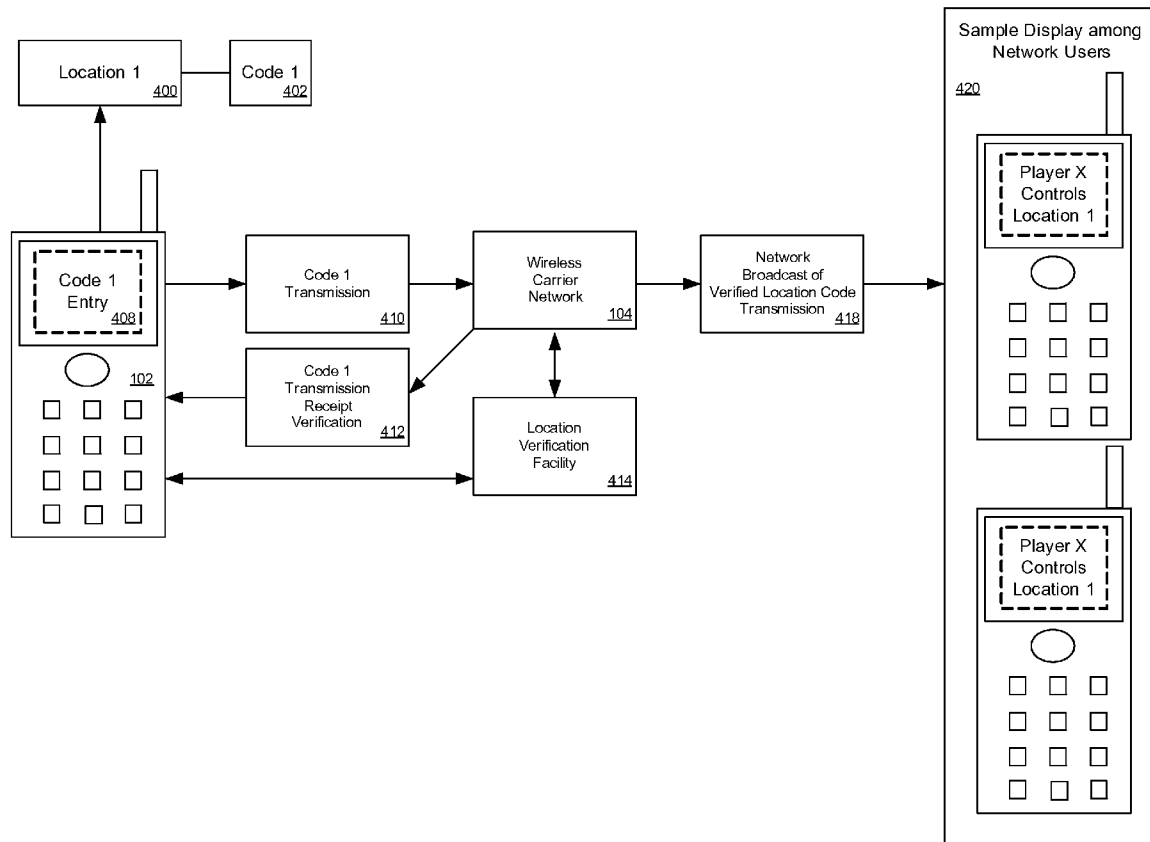 Location 1
400
Code 1
402
Code 1
Entry
408
102
Code 1
Transmission
410
Code 1
Transmission
Receipt
Verification
412
Wireless
Carrier
Network
104
Location
Verification
Facility
414
Network
Broadcast of
Verified Location Code
Transmission
418
Sample Display among
Network Users
420
Player X
Controls
Location 1
Player X
Controls
Location 1